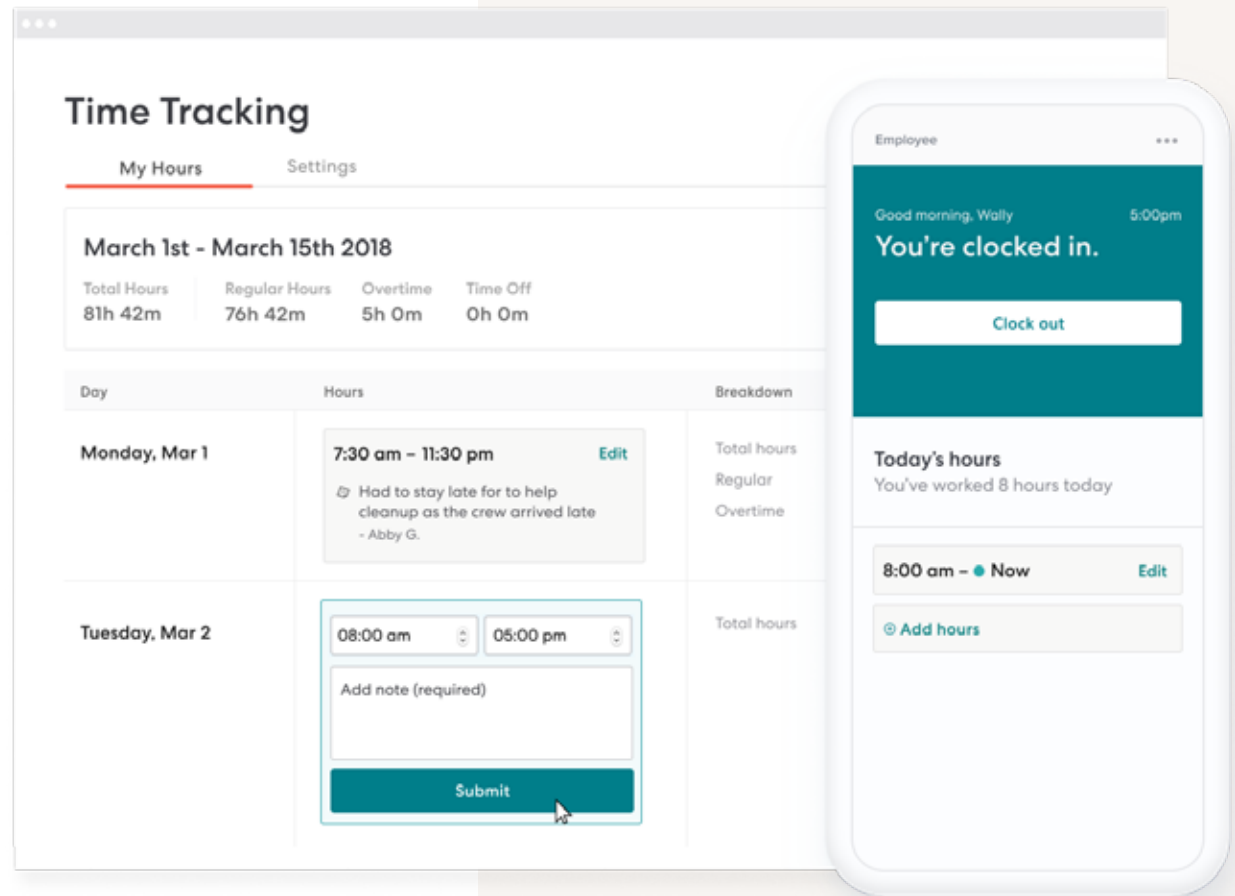 Time Tracking
My Hours
Settings
March 1st - March 15th 2018
Total Hours
Regular Hours
Overtime
Time Off
81h 42m
76h 42m
5h 0m
0h 0m
Day
Hours
Breakdown
Monday, Mar 1
7:30 am – 11:30 pm
Edit
Had to stay late for to help
cleanup as the crew arrived late
- Abby G.
Total hours
Regular
Overtime
Tuesday, Mar 2
08:00 am
05:00 pm
Add note (required)
Submit
Total hours
Employee
Good morning, Wally
5:00pm
You're clocked in.
Clock out
Today's hours
You've worked 8 hours today
8:00 am – Now
Edit
Add hours